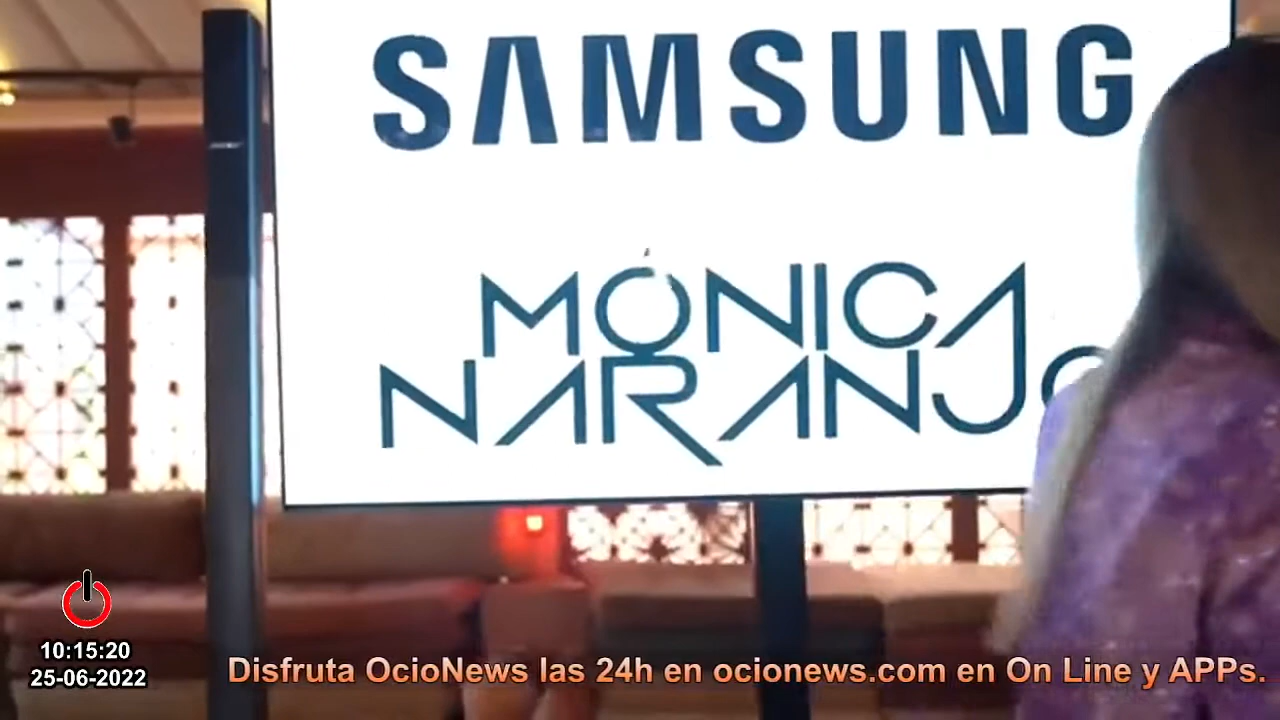 SAMSUNG
MÓNICA
NARANJO
10:15:20
25-06-2022
Disfruta OcioNews las 24h en ocionews.com en On Line y APPs.